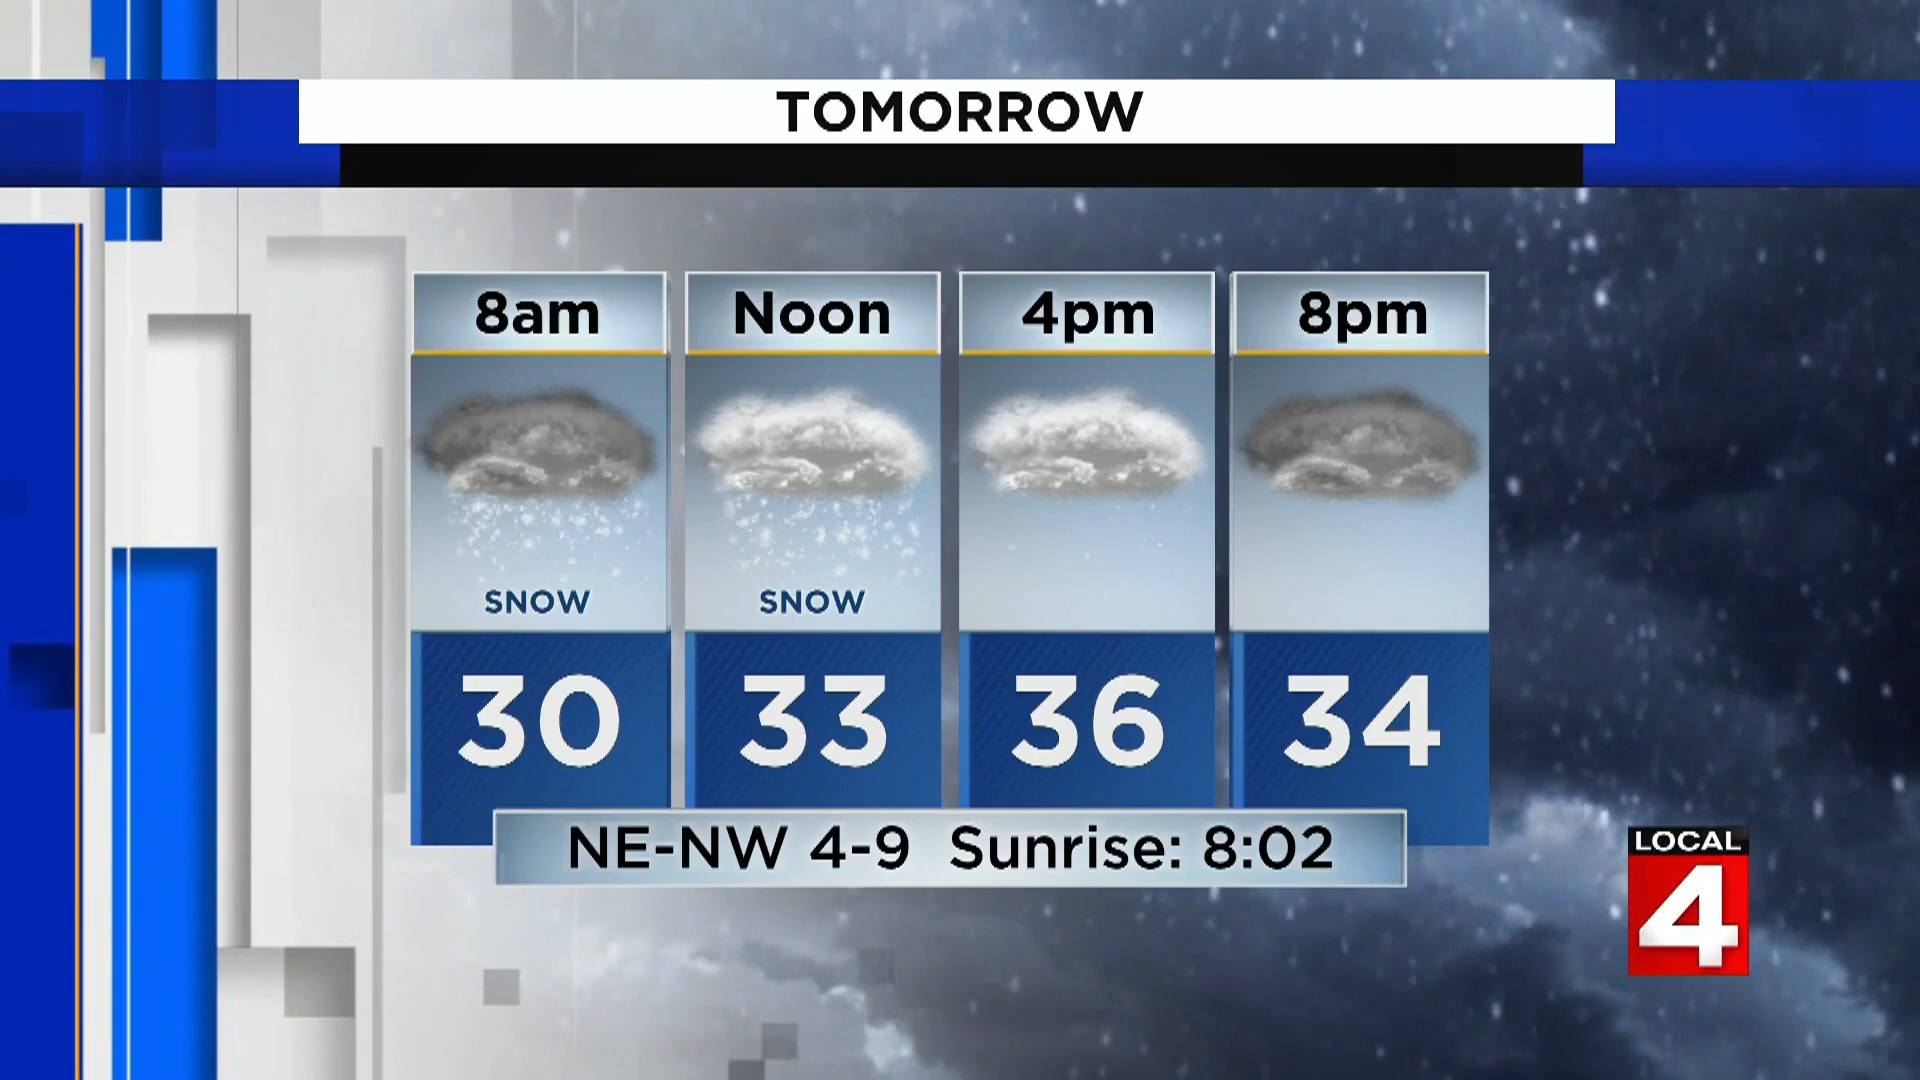 TOMORROW
8am Noon 4pm 8pm
SNOW SNOW
30 33 36 34
NE-NW 4-9 Sunrise: 8:02
LOCAL
4